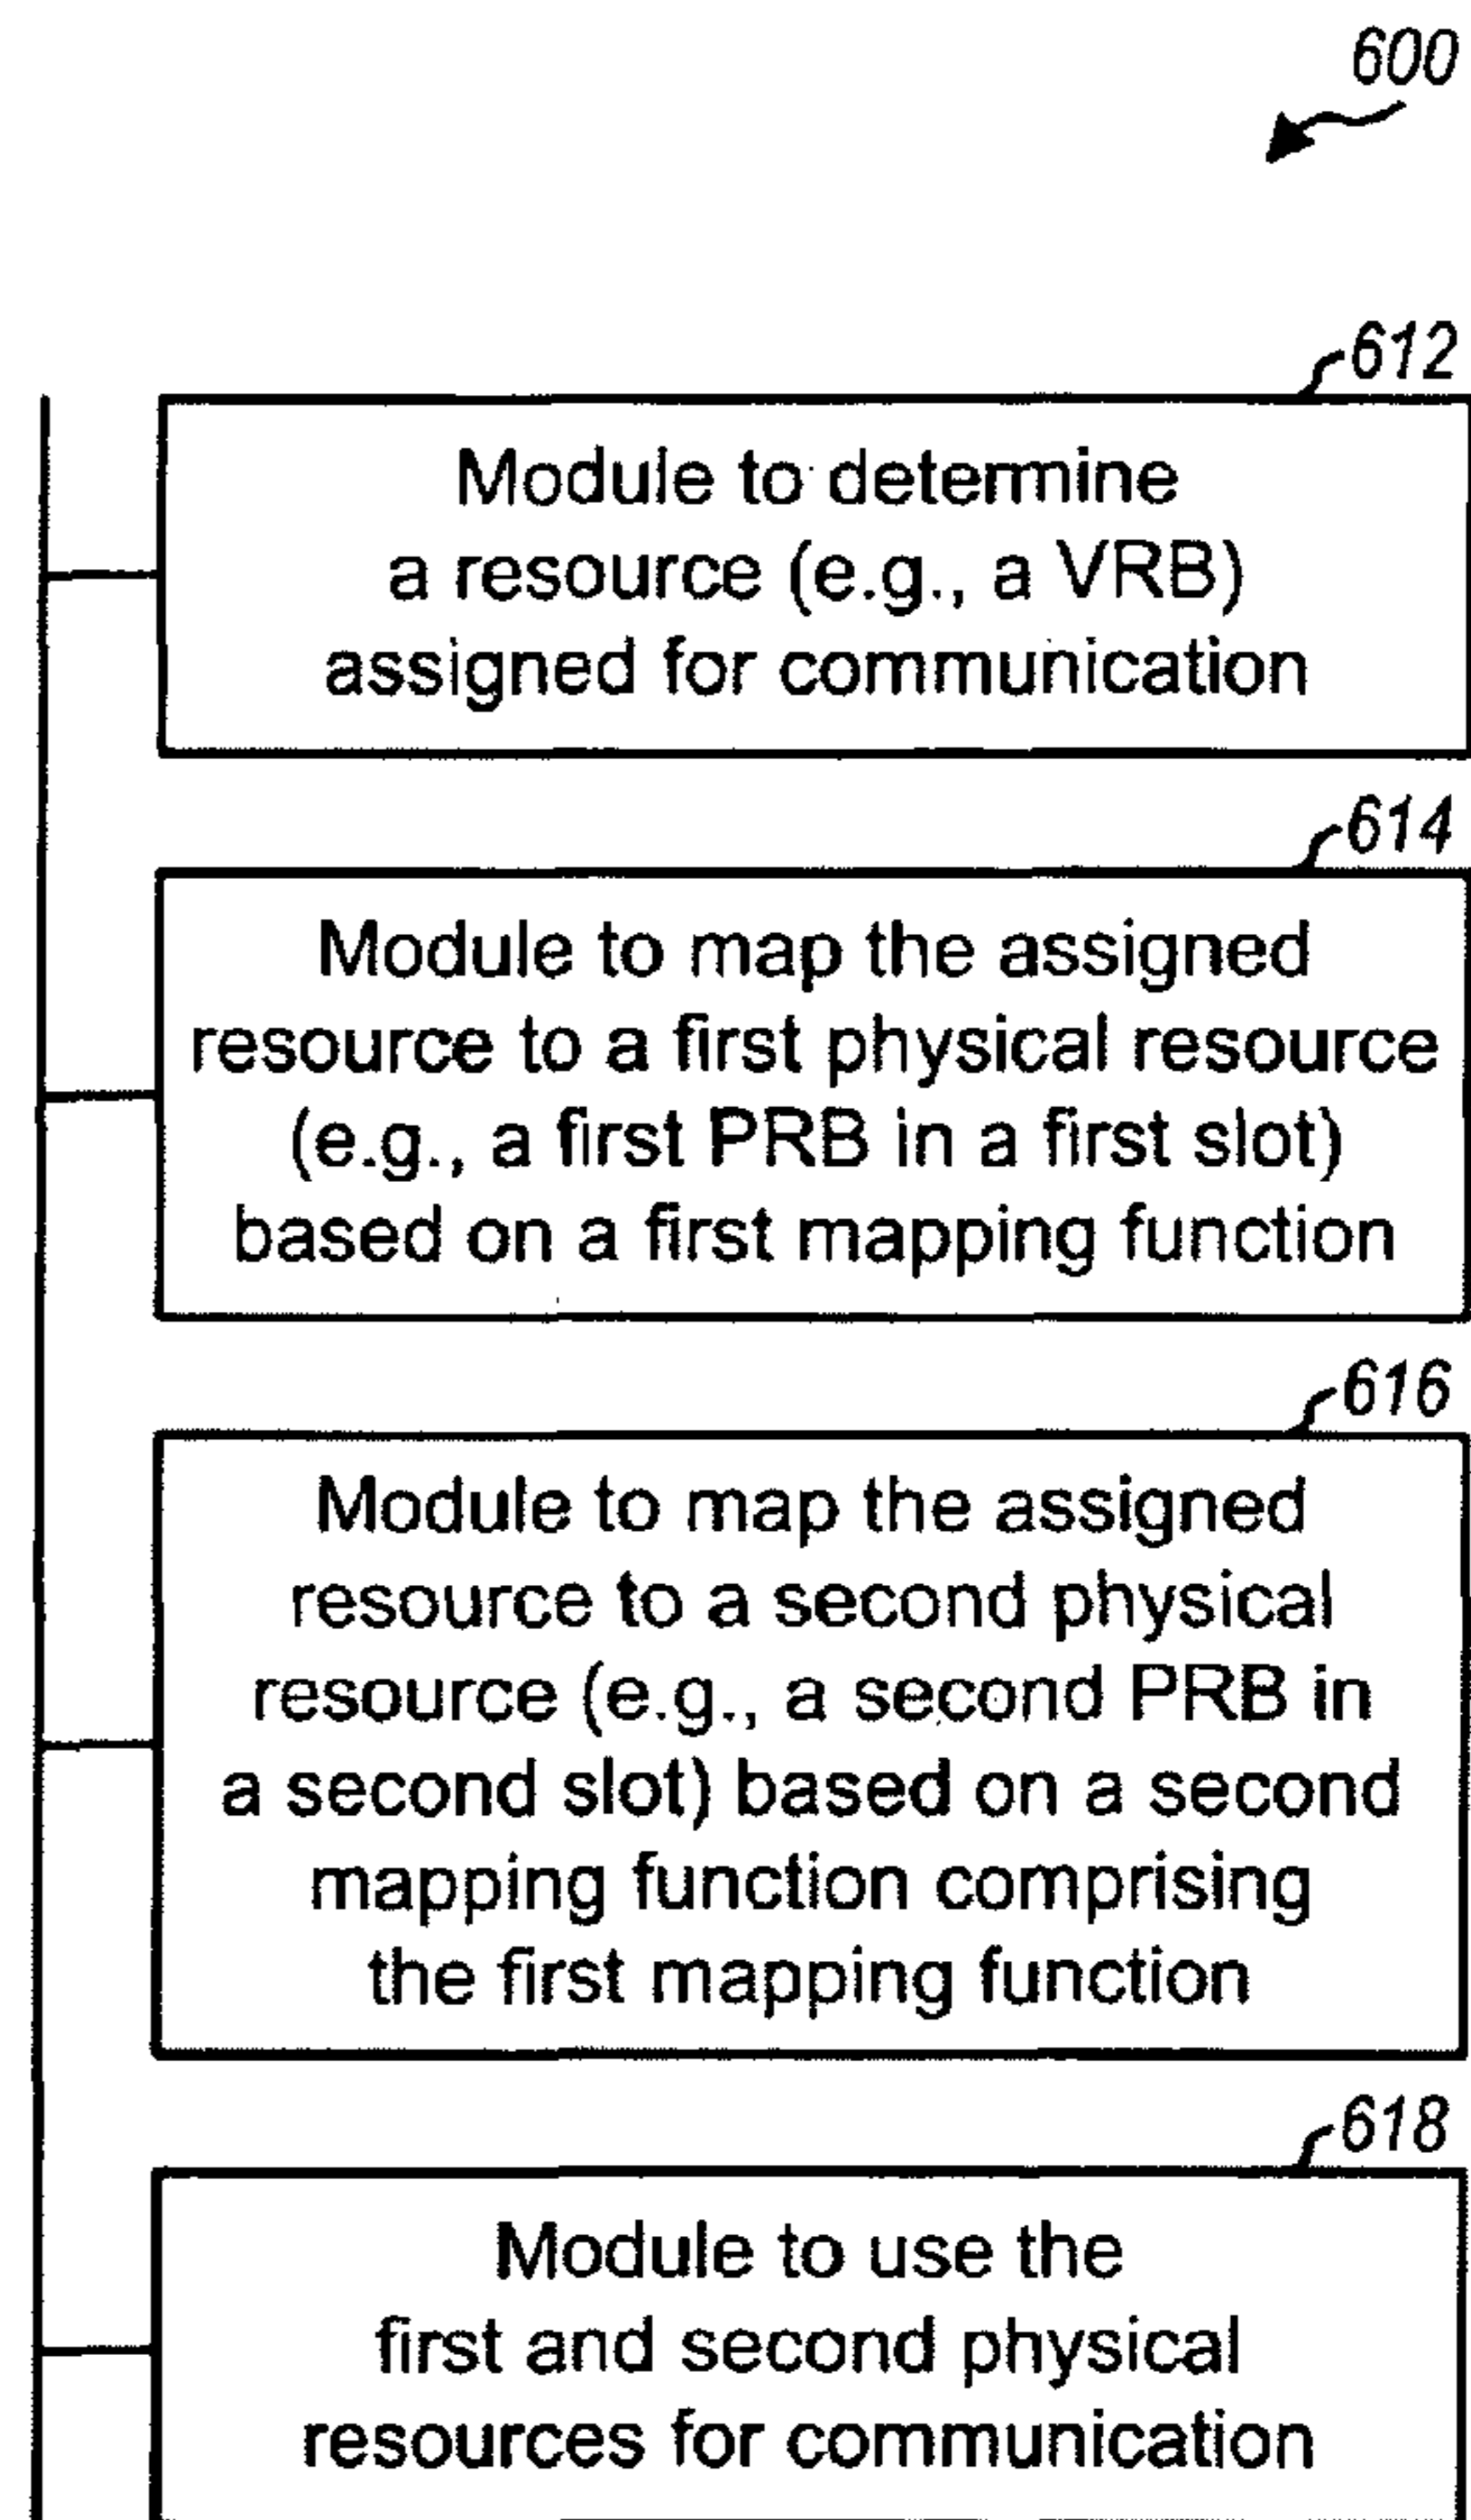 600
612
Module to determine
a resource (e.g., a VRB)
assigned for communication
614
Module to map the assigned
resource to a first physical resource
(e.g., a first PRB in a first slot)
based on a first mapping function
616
Module to map the assigned
resource to a second physical
resource (e.g., a second PRB in
a second slot) based on a second
mapping function comprising
the first mapping function
618
Module to use the
first and second physical
resources for communication